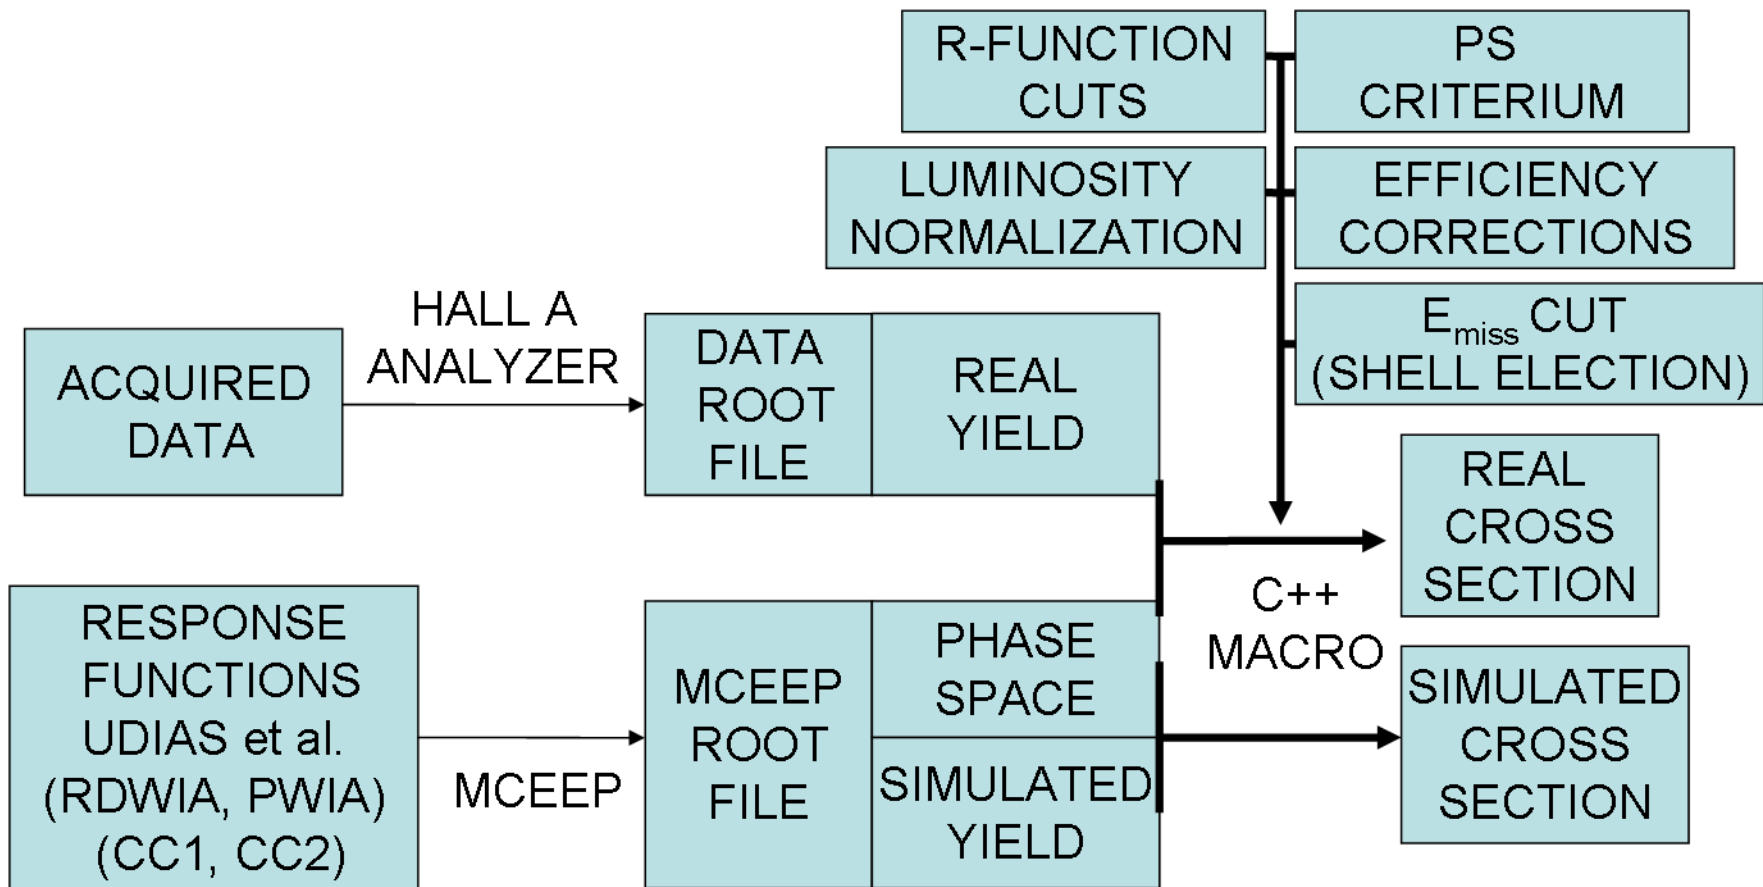 R-FUNCTION
CUTS
PS
CRITERIUM
LUMINOSITY
NORMALIZATION
EFFICIENCY
CORRECTIONS
E_miss CUT
(SHELL ELECTION)
ACQUIRED
DATA
HALL A
ANALYZER
DATA
ROOT
FILE
REAL
YIELD
REAL
CROSS
SECTION
RESPONSE
FUNCTIONS
UDIAS et al.
(RDWIA, PWIA)
(CC1, CC2)
MCEEP
MCEEP
ROOT
FILE
PHASE
SPACE
SIMULATED
YIELD
C++
MACRO
SIMULATED
CROSS
SECTION